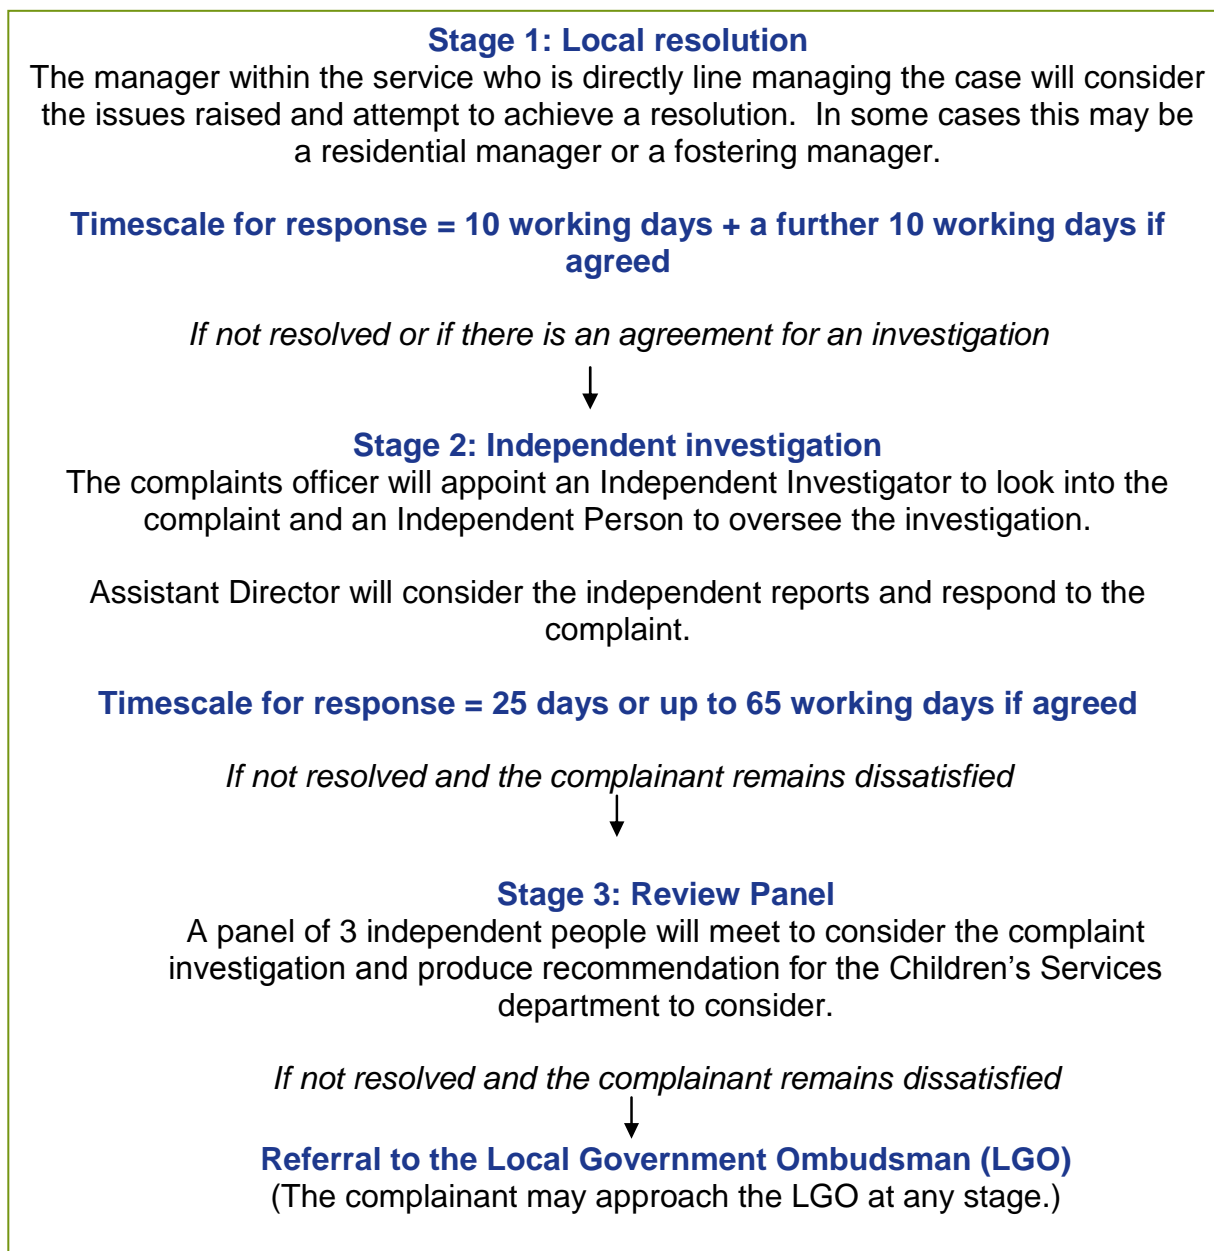 Stage 1: Local resolution
The manager within the service who is directly line managing the case will consider
the issues raised and attempt to achieve a resolution.  In some cases this may be
a residential manager or a fostering manager.
Timescale for response = 10 working days + a further 10 working days if
agreed
If not resolved or if there is an agreement for an investigation
Stage 2: Independent investigation
The complaints officer will appoint an Independent Investigator to look into the
complaint and an Independent Person to oversee the investigation.
Assistant Director will consider the independent reports and respond to the
complaint.
Timescale for response = 25 days or up to 65 working days if agreed
If not resolved and the complainant remains dissatisfied
Stage 3: Review Panel
A panel of 3 independent people will meet to consider the complaint
investigation and produce recommendation for the Children’s Services
department to consider.
If not resolved and the complainant remains dissatisfied
Referral to the Local Government Ombudsman (LGO)
(The complainant may approach the LGO at any stage.)